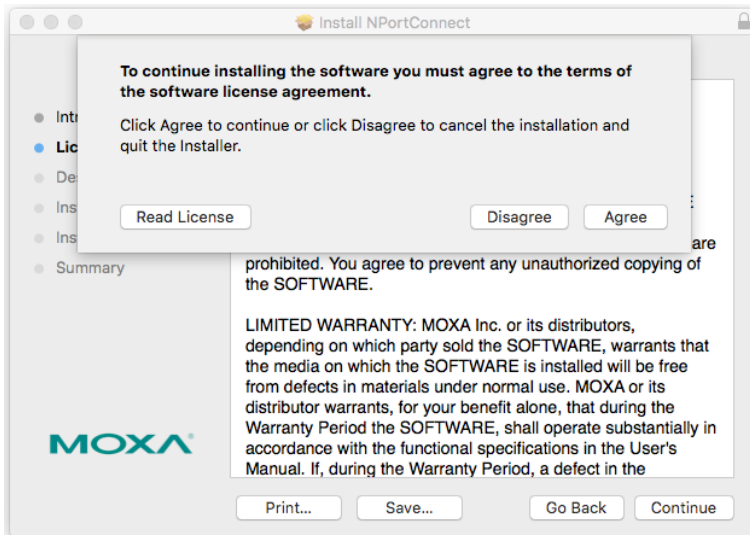 Install NPortConnect
To continue installing the software you must agree to the terms of
the software license agreement.
Click Agree to continue or click Disagree to cancel the installation and
quit the Installer.
Read License
Disagree
Agree
Summary
are
prohibited. You agree to prevent any unauthorized copying of
the SOFTWARE.
LIMITED WARRANTY: MOXA Inc. or its distributors,
depending on which party sold the SOFTWARE, warrants that
the media on which the SOFTWARE is installed will be free
from defects in materials under normal use. MOXA or its
distributor warrants, for your benefit alone, that during the
Warranty Period the SOFTWARE, shall operate substantially in
accordance with the functional specifications in the User's
Manual. If, during the Warranty Period, a defect in the
MOXA
Print...
Save...
Go Back
Continue